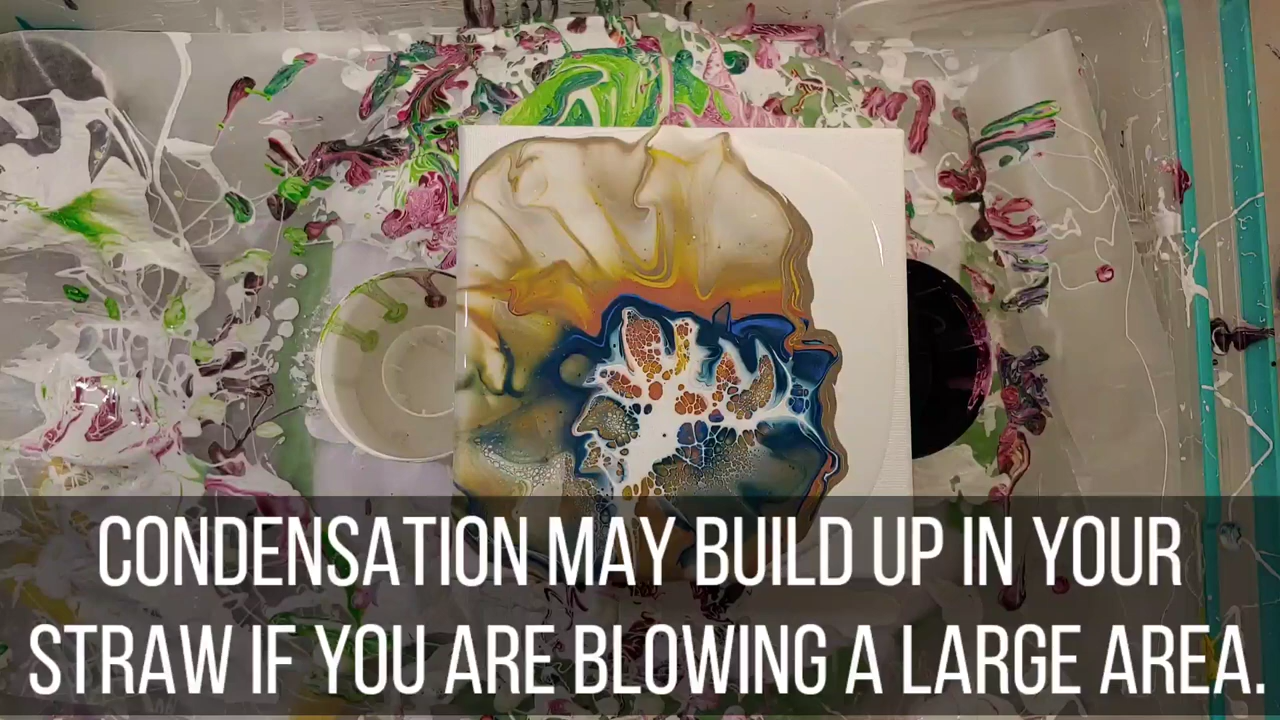 CONDENSATION MAY BUILD UP IN YOUR
STRAW IF YOU ARE BLOWING A LARGE AREA.